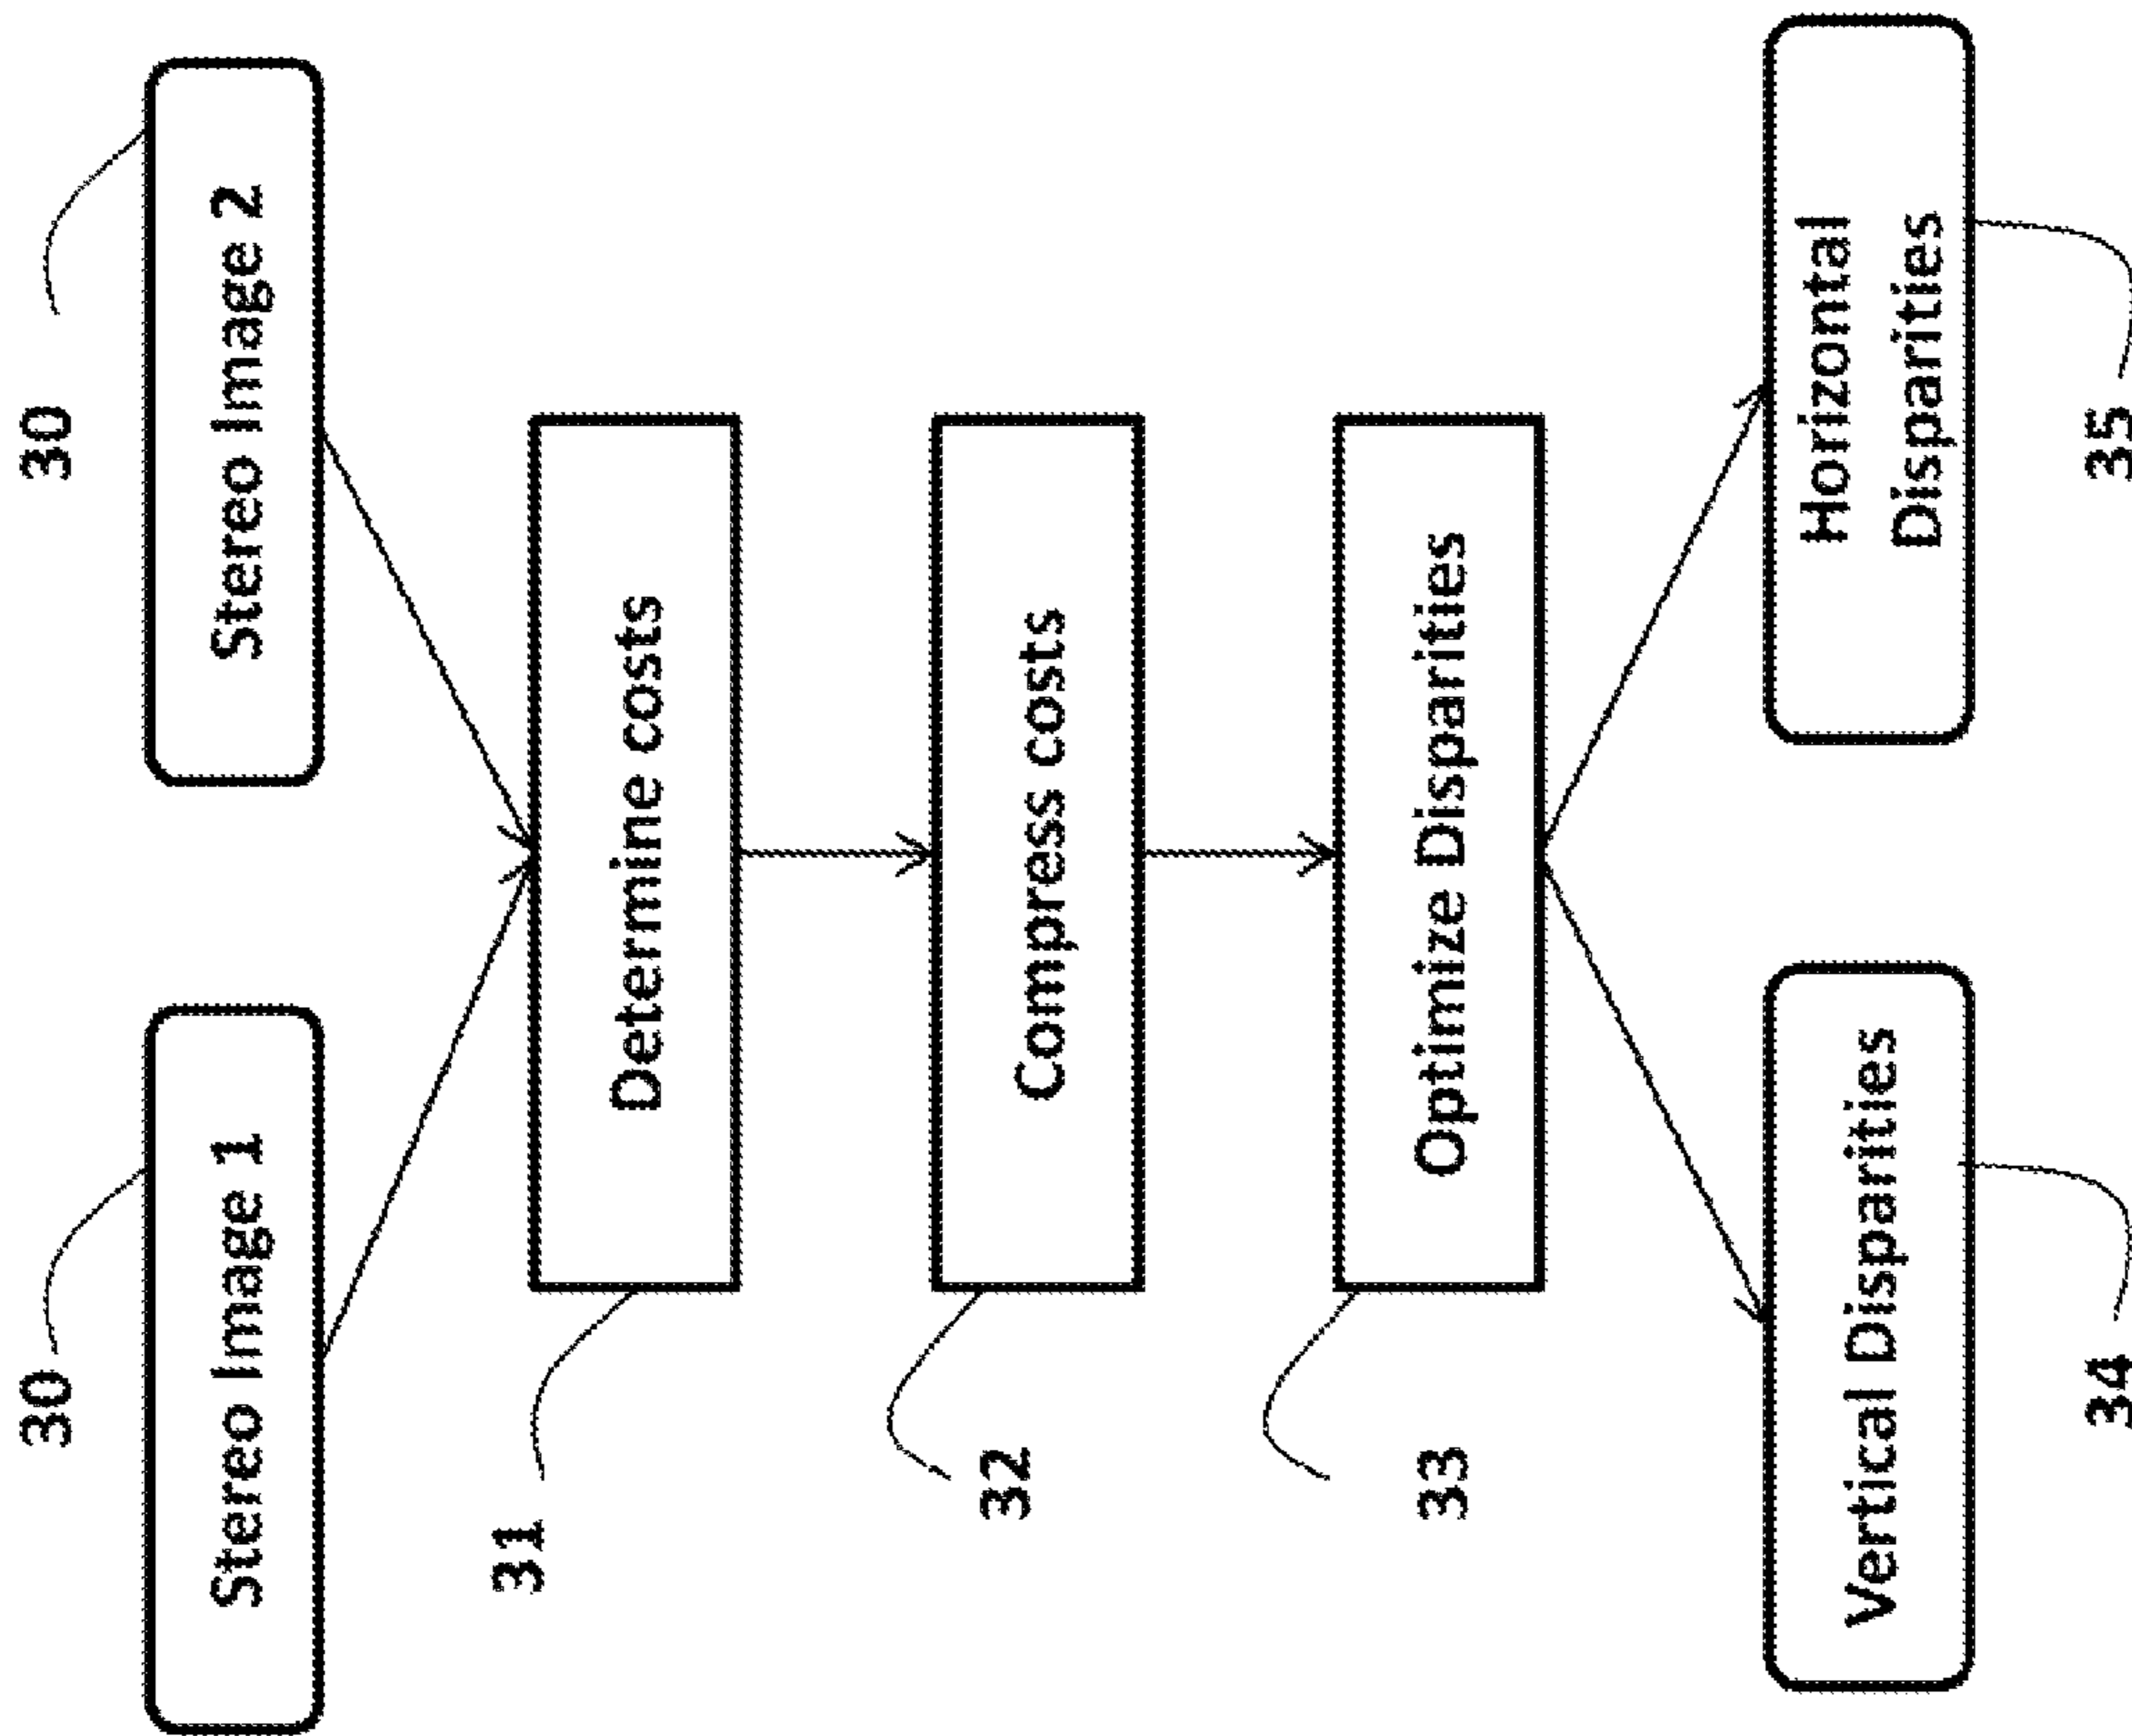 30
30
Stereo Image 1
Stereo Image 2
31
Determine costs
32
Compress costs
33
Optimize Disparities
Vertical Disparities
Horizontal
Disparities
34
35